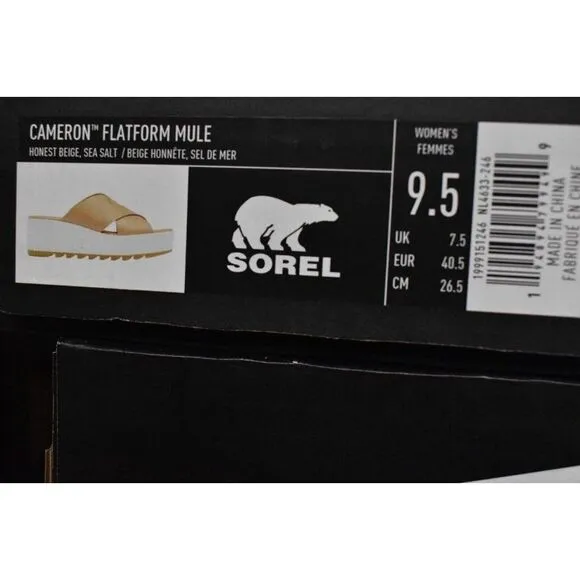 CAMERON™ FLATFORM MULE
HONEST BEIGE, SEA SALT / BEIGE HONNÊTE, SEL DE MER
SOREL
WOMEN'S
FEMMES
9.5
UK 7.5
EUR 40.5
CM 26.5
1999151246 NL4633-246
MADE IN CHINA
FABRIQUÉ EN CHINE